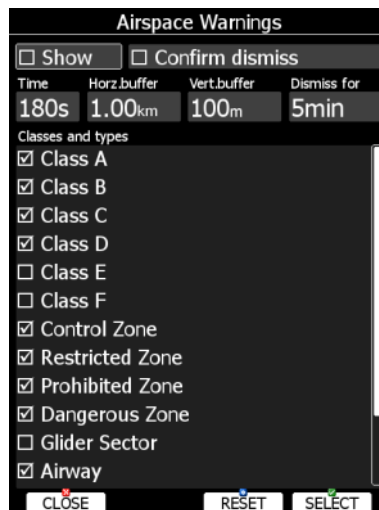 Airspace Warnings
☐ Show ☐ Confirm dismiss
Time Horz.buffer Vert.buffer Dismiss for
180s 1.00km 100m 5min
Classes and types
☑ Class A
☑ Class B
☑ Class C
☑ Class D
☐ Class E
☐ Class F
☑ Control Zone
☑ Restricted Zone
☑ Prohibited Zone
☑ Dangerous Zone
☐ Glider Sector
☑ Airway
CLOSE RESET SELECT